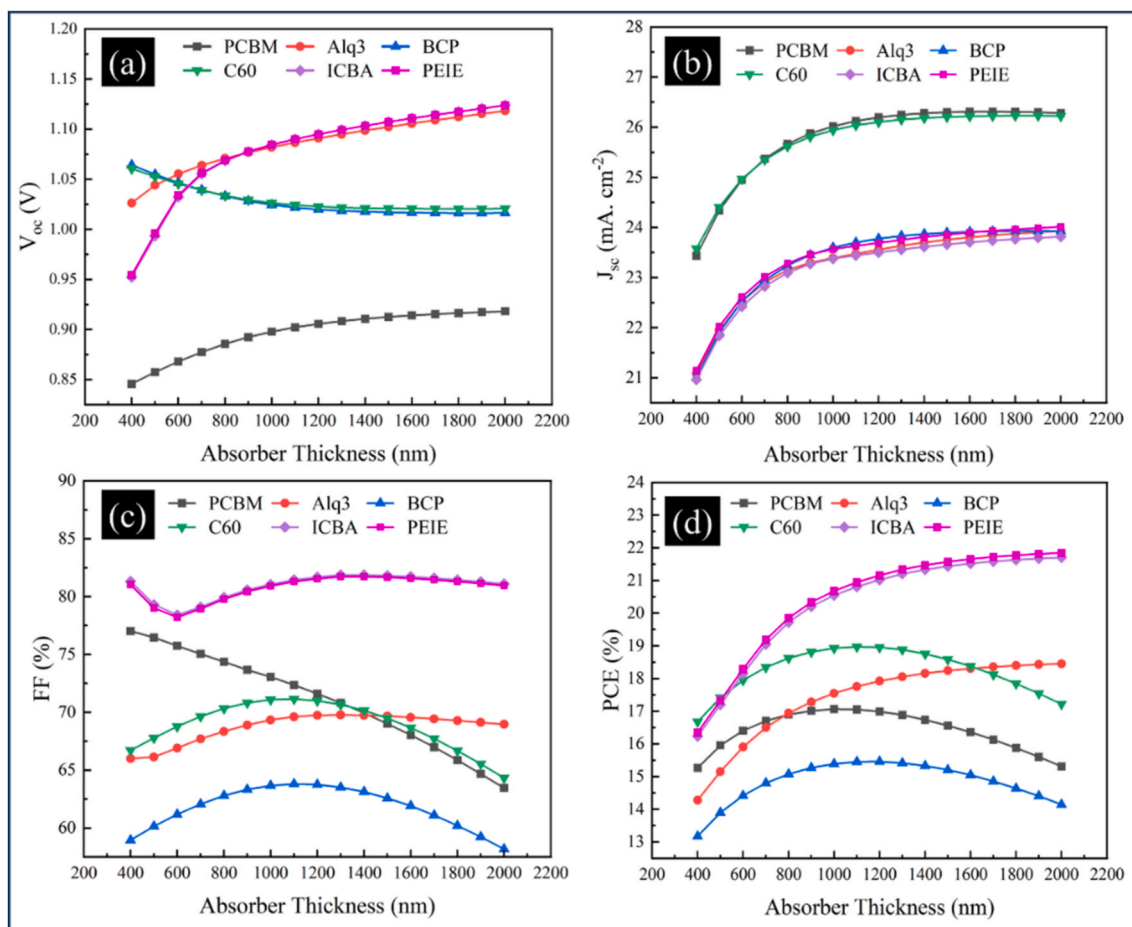 (a)
PCBM Alq3 BCP
C60 ICBA PEIE
1.20
1.15
1.10
1.05
1.00
0.95
0.90
0.85
Voc (V)
200 400 600 800 1000 1200 1400 1600 1800 2000 2200
Absorber Thickness (nm)
(b)
PCBM Alq3 BCP
C60 ICBA PEIE
28
27
26
25
24
23
22
21
Jsc (mA. cm-2)
200 400 600 800 1000 1200 1400 1600 1800 2000 2200
Absorber Thickness (nm)
(c)
PCBM Alq3 BCP
C60 ICBA PEIE
90
85
80
75
70
65
60
FF (%)
200 400 600 800 1000 1200 1400 1600 1800 2000 2200
Absorber Thickness (nm)
(d)
PCBM Alq3 BCP
C60 ICBA PEIE
24
23
22
21
20
19
18
17
16
15
14
13
PCE (%)
200 400 600 800 1000 1200 1400 1600 1800 2000 2200
Absorber Thickness (nm)